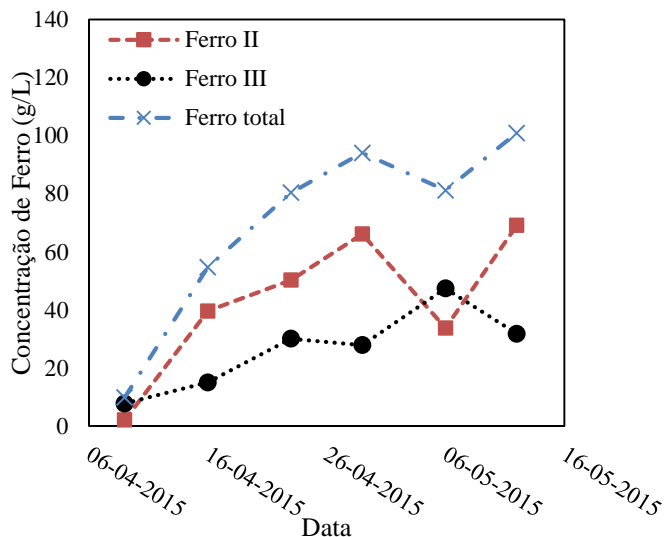 140
120
100
80
60
40
20
0
Concentração de Ferro (g/L)
Ferro II
Ferro III
Ferro total
06-04-2015
16-04-2015
26-04-2015
06-05-2015
16-05-2015
Data